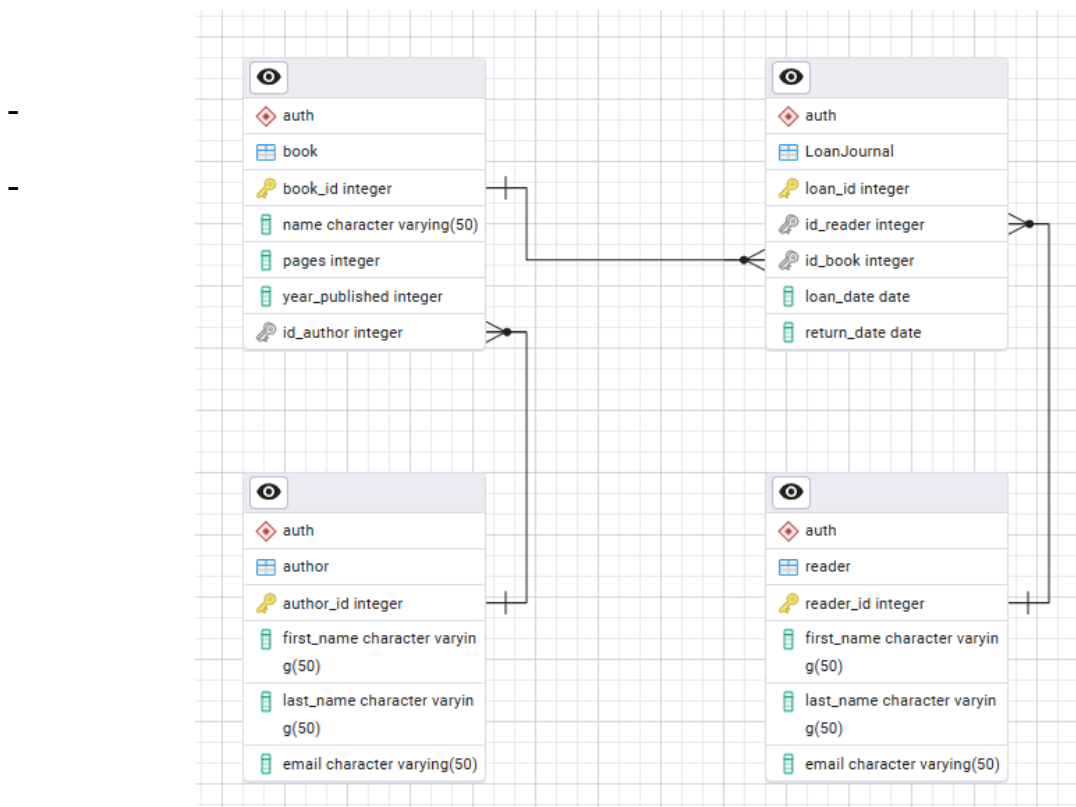 -
-
auth
book
book_id integer
name character varying(50)
pages integer
year_published integer
id_author integer
auth
LoanJournal
loan_id integer
id_reader integer
id_book integer
loan_date date
return_date date
auth
author
author_id integer
first_name character varyin
g(50)
last_name character varyin
g(50)
email character varying(50)
auth
reader
reader_id integer
first_name character varyin
g(50)
last_name character varyin
g(50)
email character varying(50)